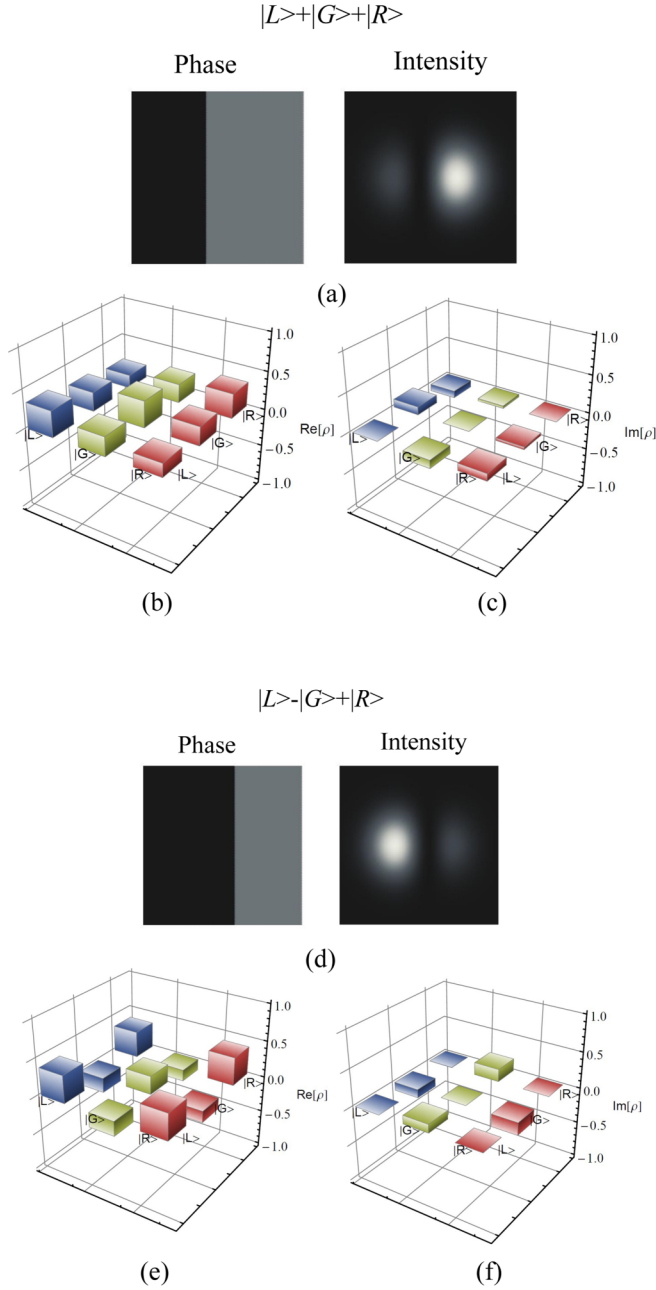 |L>+|G>+|R>
Phase Intensity
(a)
1.0
0.5
0.0
−0.5
−1.0
Re[ρ]
|L>
|G>
|R>
|L>
|G>
|R>
1.0
0.5
0.0
−0.5
−1.0
Im[ρ]
|L>
|G>
|R>
|L>
|G>
|R>
(b) (c)
|L>-|G>+|R>
Phase Intensity
(d)
1.0
0.5
0.0
−0.5
−1.0
Re[ρ]
|L>
|G>
|R>
|L>
|G>
|R>
1.0
0.5
0.0
−0.5
−1.0
Im[ρ]
|L>
|G>
|R>
|L>
|G>
|R>
(e) (f)